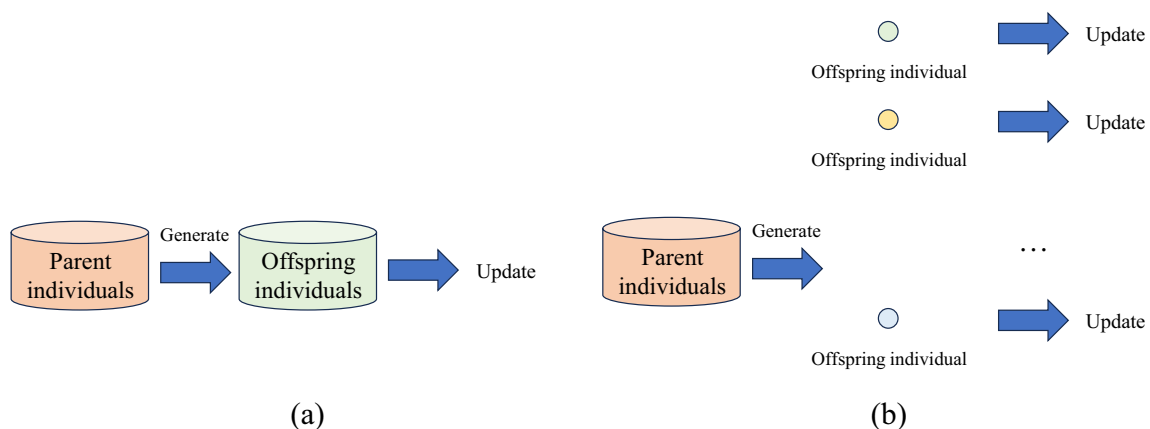 Generate
Parent
individuals
Offspring
individuals
Update
(a)
Update
Offspring individual
Update
Offspring individual
Generate
Parent
individuals
...
Update
Offspring individual
(b)